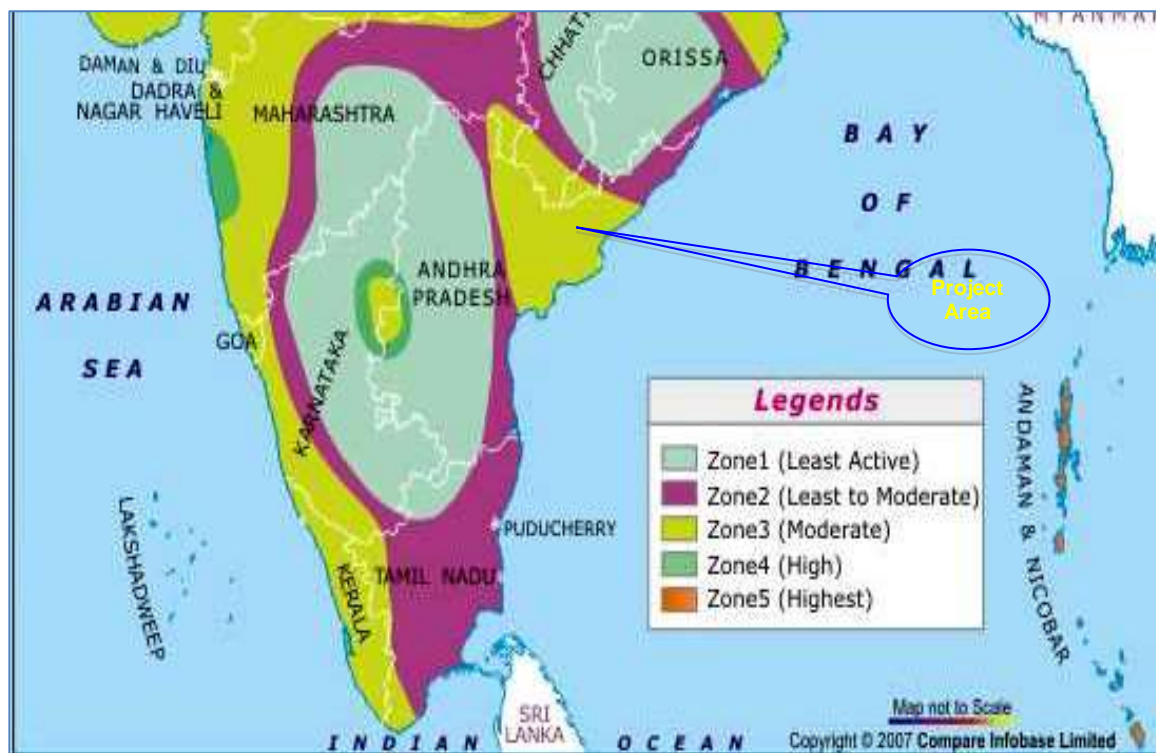 MYANMA
CHHAT
ORISSA
DAMAN & DIU
DADRA &
NAGAR HAVELI
MAHARASHTRA
BAY
OF
BENGAL
Project
Area
ANDHRA
PRADESH
ARABIAN
SEA
GOA
KARNATAKA
Legends
Zone1 (Least Active)
Zone2 (Least to Moderate)
Zone3 (Moderate)
Zone4 (High)
Zone5 (Highest)
ANDAMAN & NICOBAR
LAKSHADWEEP
PUDUCHERRY
TAMIL NADU
KERALA
SRI
LANKA
INDIAN OCEAN
Map not to Scale
Copyright © 2007 Compare Infobase Limited